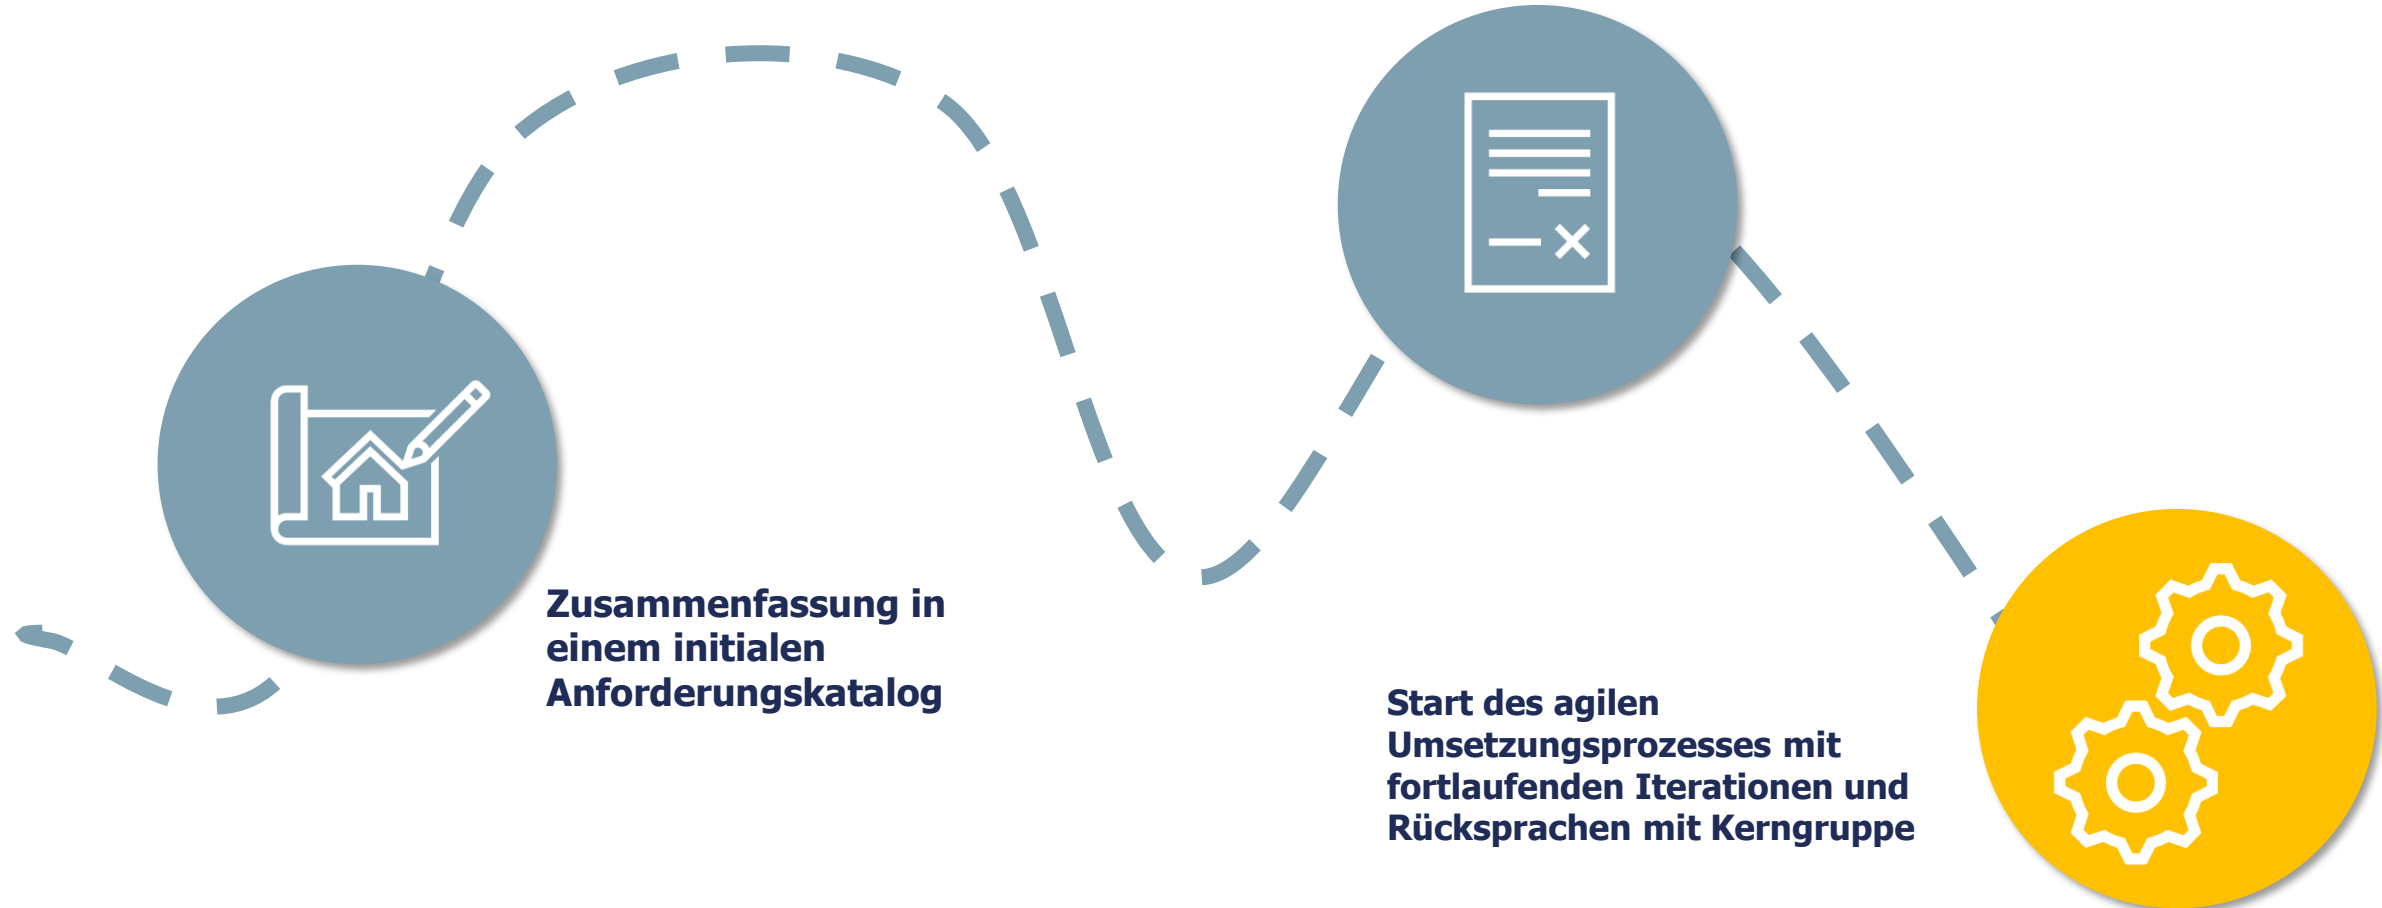 Zusammenfassung in
einem initialen
Anforderungskatalog
Start des agilen
Umsetzungsprozesses mit
fortlaufenden Iterationen und
Rücksprachen mit Kerngruppe